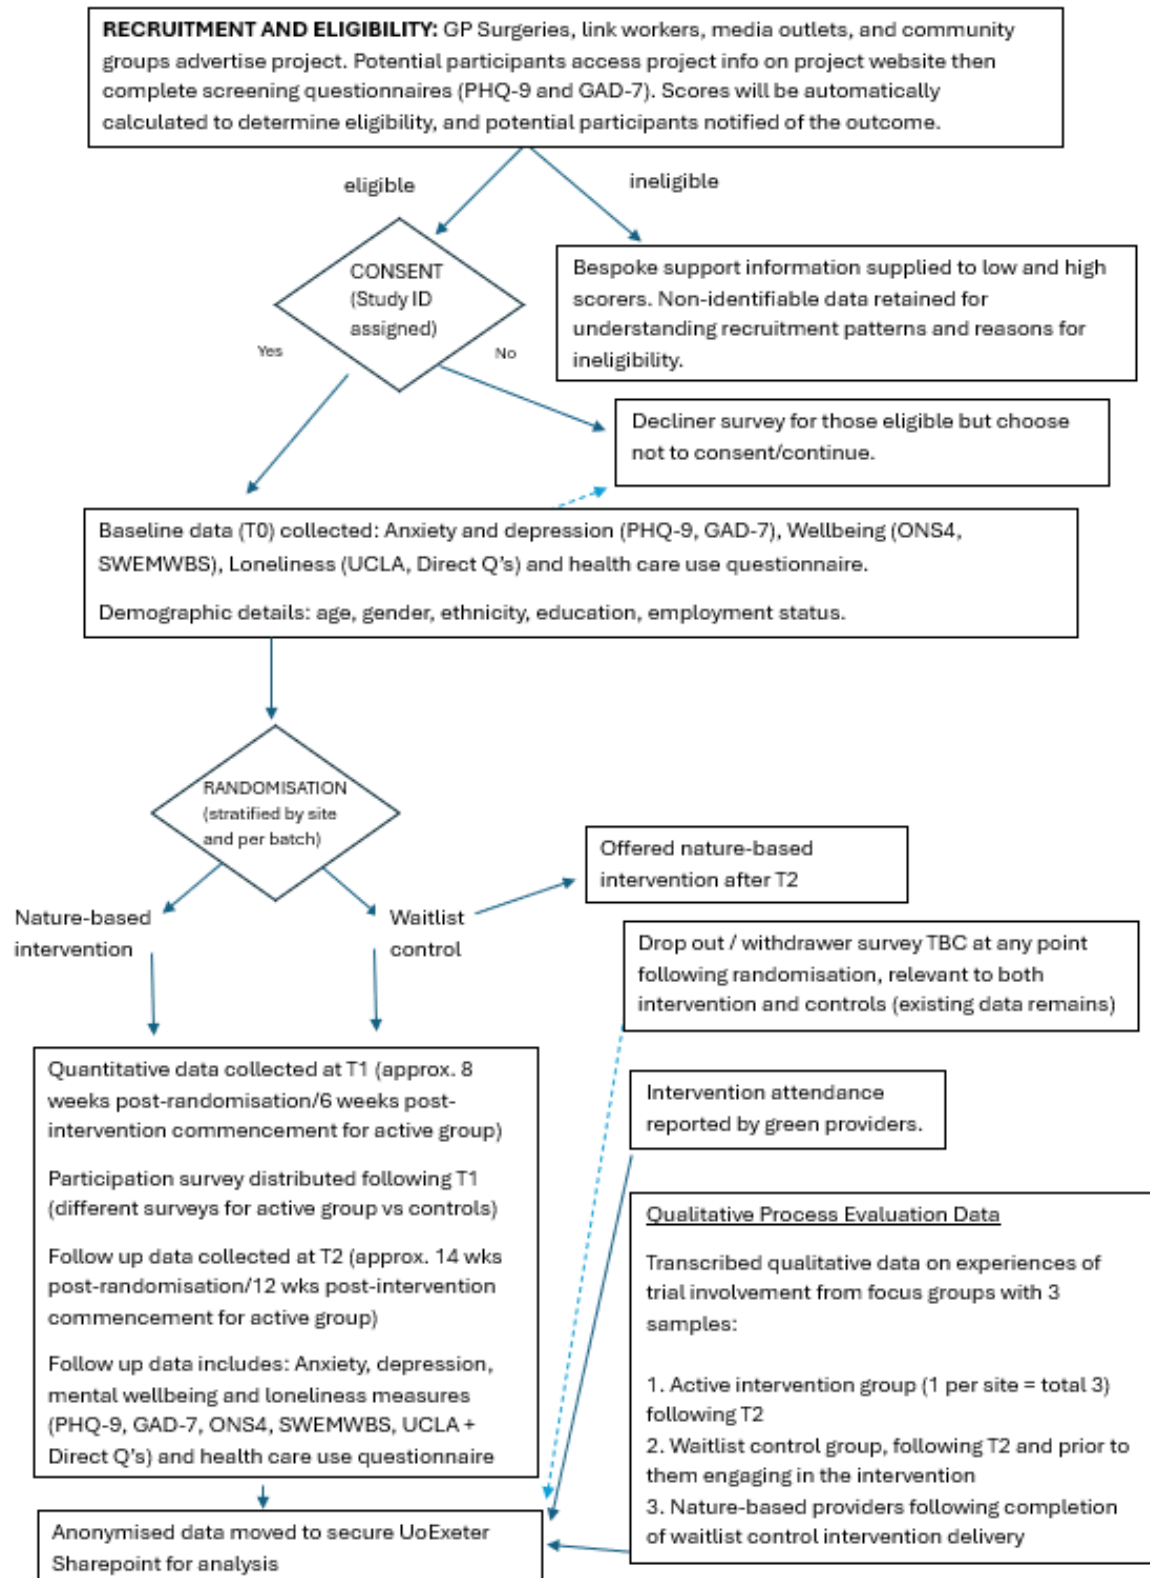 RECRUITMENT AND ELIGIBILITY: GP Surgeries, link workers, media outlets, and community
groups advertise project. Potential participants access project info on project website then
complete screening questionnaires (PHQ-9 and GAD-7). Scores will be automatically
calculated to determine eligibility, and potential participants notified of the outcome.
eligible
ineligible
CONSENT
(Study ID
assigned)
Yes
No
Bespoke support information supplied to low and high
scorers. Non-identifiable data retained for
understanding recruitment patterns and reasons for
ineligibility.
Decliner survey for those eligible but choose
not to consent/continue.
Baseline data (T0) collected: Anxiety and depression (PHQ-9, GAD-7), Wellbeing (ONS4,
SWEMWBS), Loneliness (UCLA, Direct Q's) and health care use questionnaire.
Demographic details: age, gender, ethnicity, education, employment status.
RANDOMISATION
(stratified by site
and per batch)
Offered nature-based
intervention after T2
Nature-based
intervention
Waitlist
control
Drop out / withdrawer survey TBC at any point
following randomisation, relevant to both
intervention and controls (existing data remains)
Quantitative data collected at T1 (approx. 8
weeks post-randomisation/6 weeks post-
intervention commencement for active group)
Participation survey distributed following T1
(different surveys for active group vs controls)
Follow up data collected at T2 (approx. 14 wks
post-randomisation/12 wks post-intervention
commencement for active group)
Follow up data includes: Anxiety, depression,
mental wellbeing and loneliness measures
(PHQ-9, GAD-7, ONS4, SWEMWBS, UCLA +
Direct Q's) and health care use questionnaire
Intervention attendance
reported by green providers.
Qualitative Process Evaluation Data
Transcribed qualitative data on experiences of
trial involvement from focus groups with 3
samples:
1. Active intervention group (1 per site = total 3)
following T2
2. Waitlist control group, following T2 and prior to
them engaging in the intervention
3. Nature-based providers following completion
of waitlist control intervention delivery
Anonymised data moved to secure UoExeter
Sharepoint for analysis